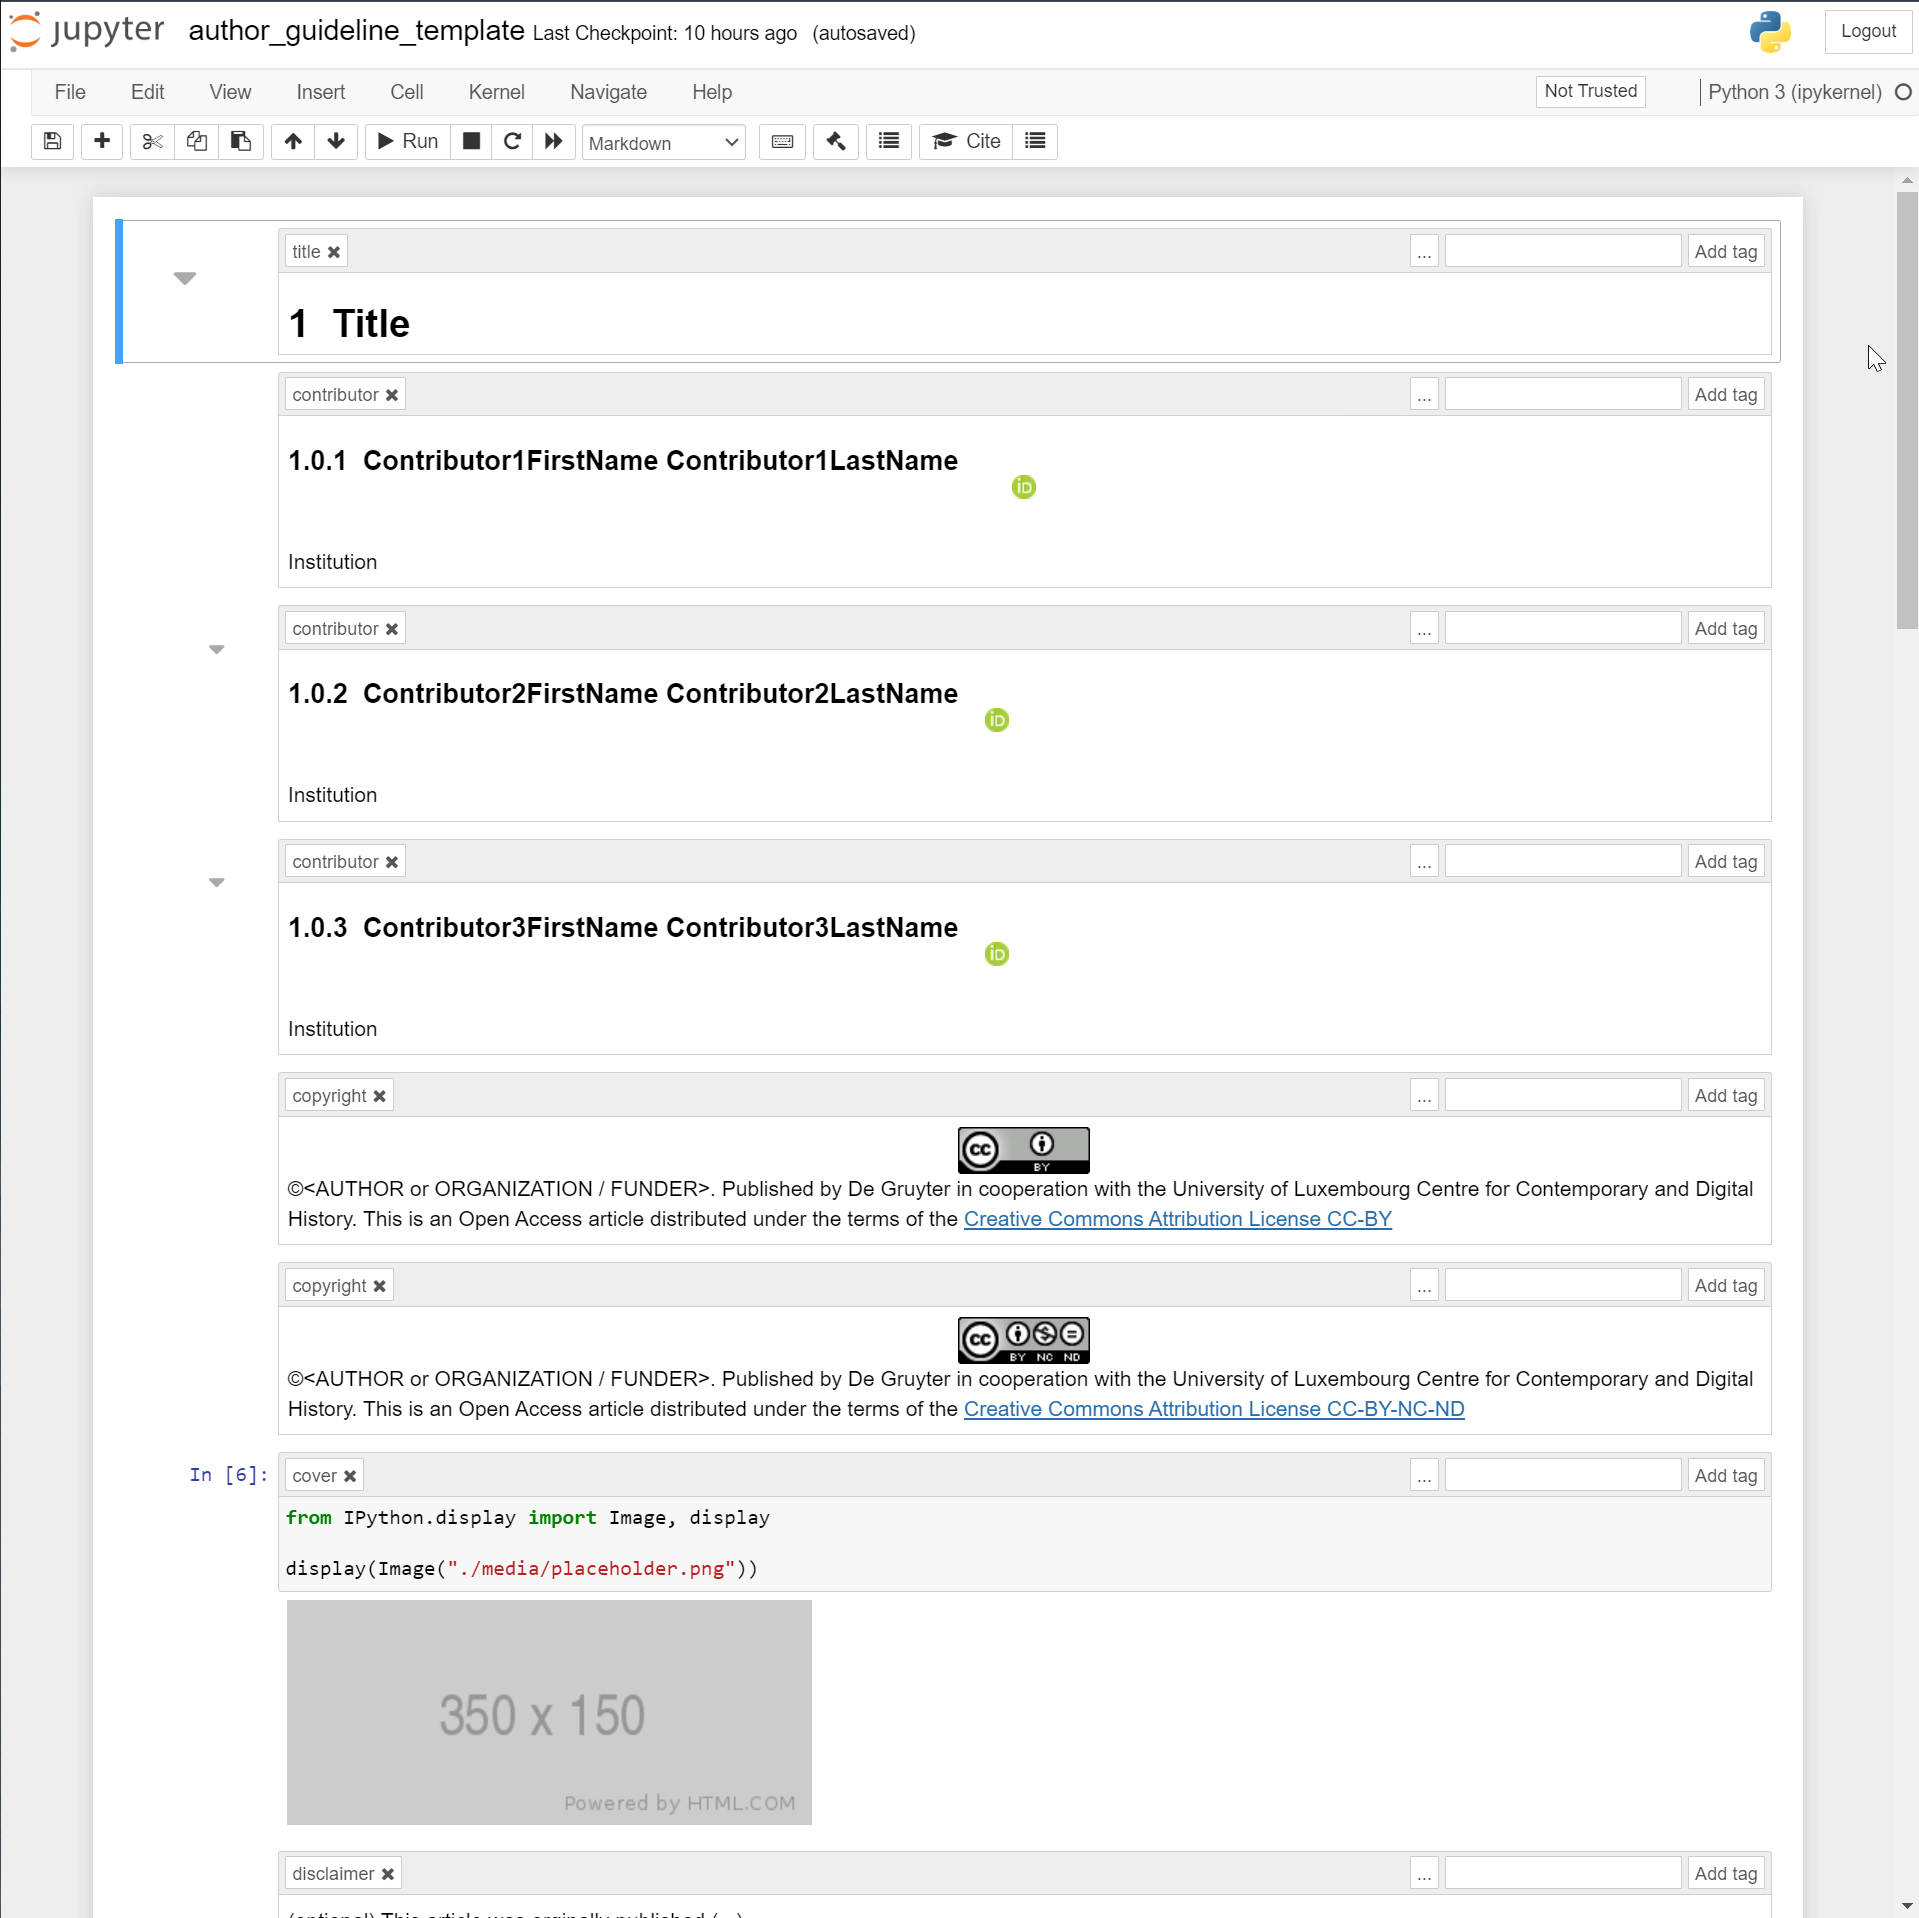 jupyter author_guideline_template Last Checkpoint: 10 hours ago (autosaved) Logout
File Edit View Insert Cell Kernel Navigate Help Not Trusted Python 3 (ipykernel)
Run Markdown Cite
title ... Add tag
1 Title
contributor ... Add tag
1.0.1 Contributor1FirstName Contributor1LastName
iD
Institution
contributor ... Add tag
1.0.2 Contributor2FirstName Contributor2LastName
iD
Institution
contributor ... Add tag
1.0.3 Contributor3FirstName Contributor3LastName
iD
Institution
copyright ... Add tag
cc BY
©<AUTHOR or ORGANIZATION / FUNDER>. Published by De Gruyter in cooperation with the University of Luxembourg Centre for Contemporary and Digital
History. This is an Open Access article distributed under the terms of the Creative Commons Attribution License CC-BY
copyright ... Add tag
cc BY NC ND
©<AUTHOR or ORGANIZATION / FUNDER>. Published by De Gruyter in cooperation with the University of Luxembourg Centre for Contemporary and Digital
History. This is an Open Access article distributed under the terms of the Creative Commons Attribution License CC-BY-NC-ND
In [6]: cover ... Add tag
from IPython.display import Image, display
display(Image("./media/placeholder.png"))
350 x 150
Powered by HTML.COM
disclaimer ... Add tag
(optional) This article was orginally published (...)